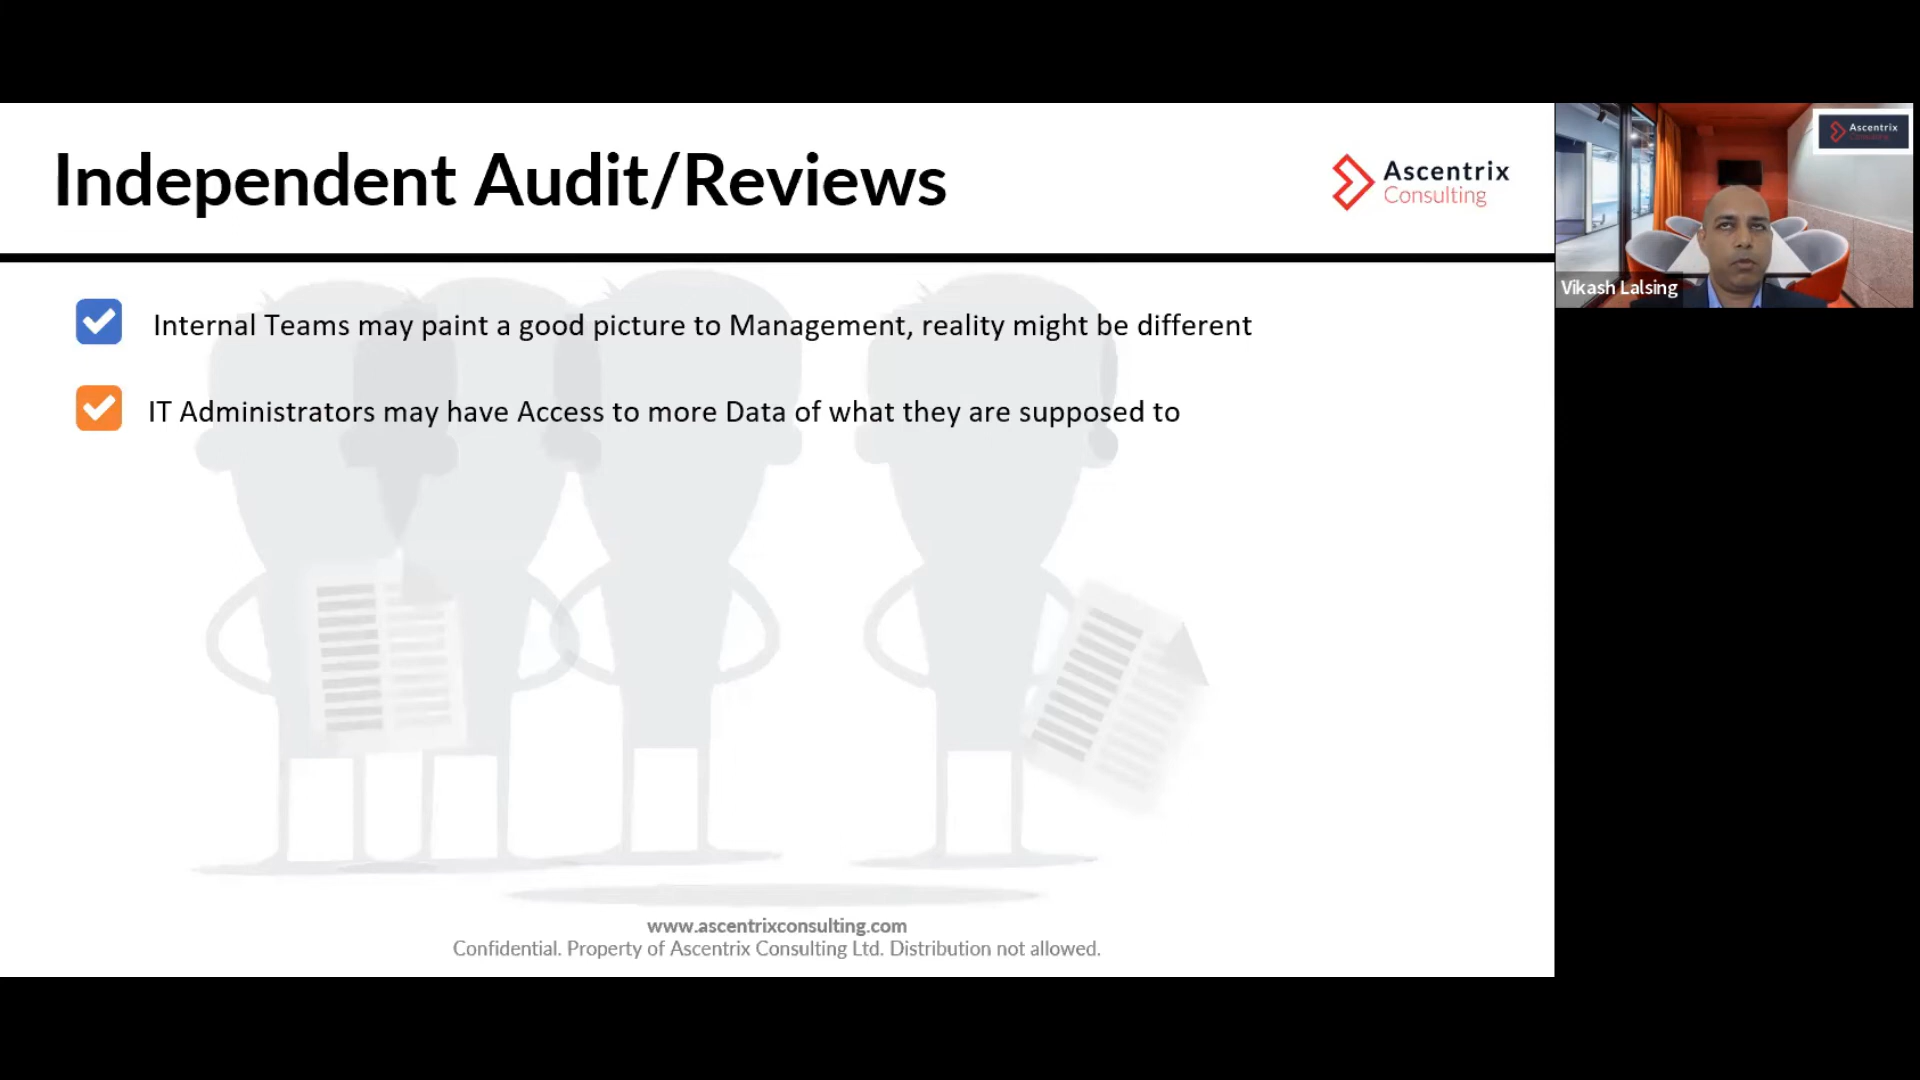 Independent Audit/Reviews
Ascentrix
Consulting
Ascentrix
Consulting
Vikash Lalsing
Internal Teams may paint a good picture to Management, reality might be different
IT Administrators may have Access to more Data of what they are supposed to
www.ascentrixconsulting.com
Confidential. Property of Ascentrix Consulting Ltd. Distribution not allowed.